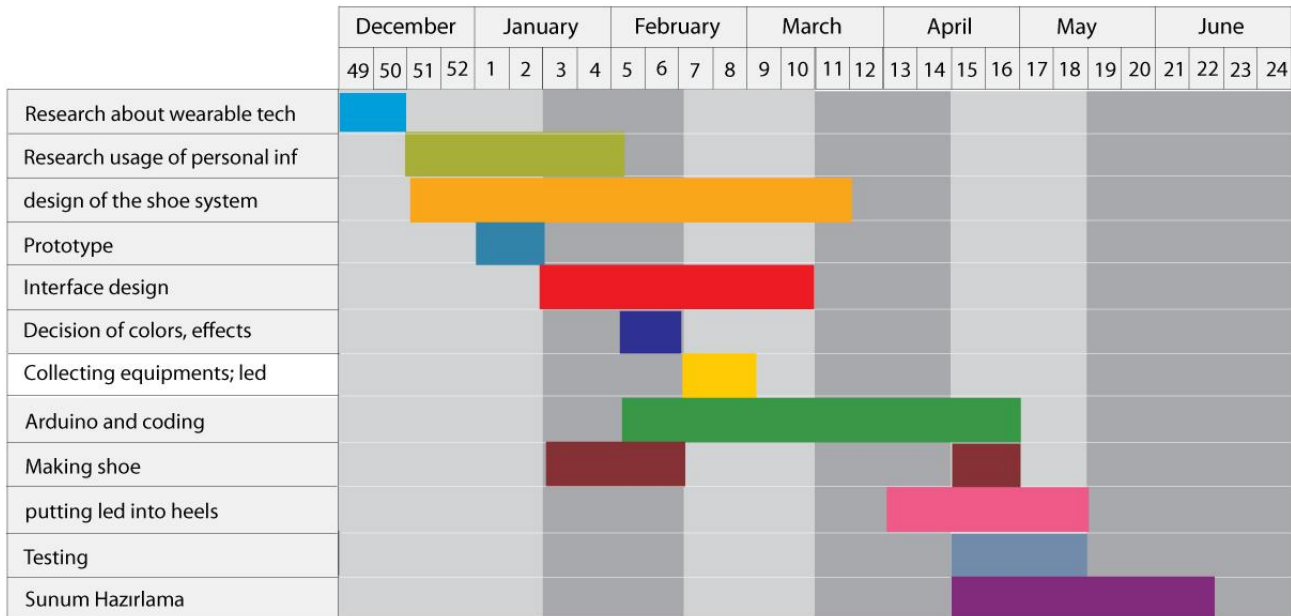 December January February March April May June
49 50 51 52 1 2 3 4 5 6 7 8 9 10 11 12 13 14 15 16 17 18 19 20 21 22 23 24
Research about wearable tech
Research usage of personal inf
design of the shoe system
Prototype
Interface design
Decision of colors, effects
Collecting equipments; led
Arduino and coding
Making shoe
putting led into heels
Testing
Sunum Hazırlama